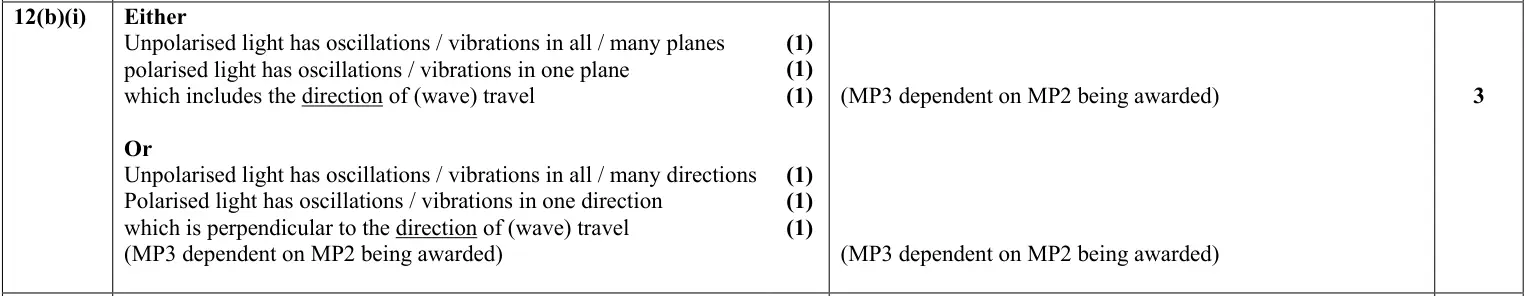 12(b)(i) Either
Unpolarised light has oscillations / vibrations in all / many planes (1)
polarised light has oscillations / vibrations in one plane (1)
which includes the direction of (wave) travel (1) (MP3 dependent on MP2 being awarded) 3
Or
Unpolarised light has oscillations / vibrations in all / many directions (1)
Polarised light has oscillations / vibrations in one direction (1)
which is perpendicular to the direction of (wave) travel (1)
(MP3 dependent on MP2 being awarded) (MP3 dependent on MP2 being awarded)